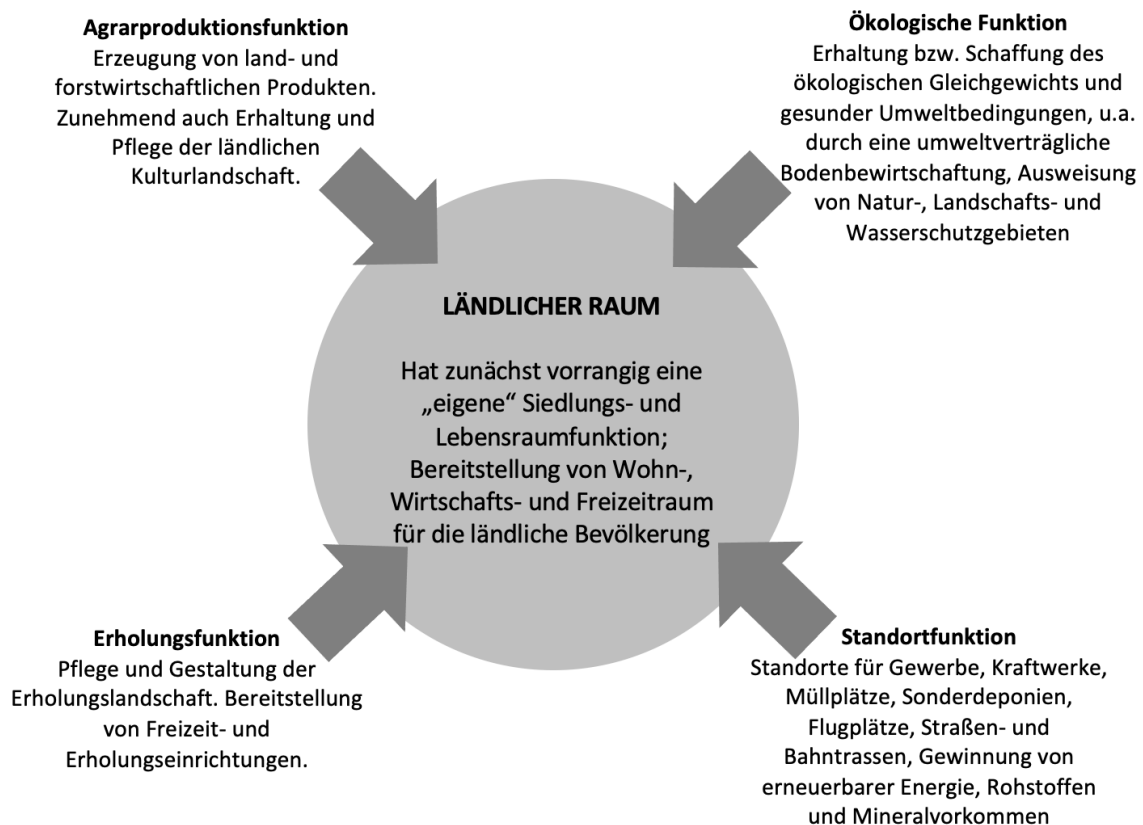 Agrarproduktionsfunktion
Erzeugung von land- und
forstwirtschaftlichen Produkten.
Zunehmend auch Erhaltung und
Pflege der ländlichen
Kulturlandschaft.
Ökologische Funktion
Erhaltung bzw. Schaffung des
ökologischen Gleichgewichts und
gesunder Umweltbedingungen, u.a.
durch eine umweltverträgliche
Bodenbewirtschaftung, Ausweisung
von Natur-, Landschafts- und
Wasserschutzgebieten
LÄNDLICHER RAUM
Hat zunächst vorrangig eine
„eigene“ Siedlungs- und
Lebensraumfunktion;
Bereitstellung von Wohn-,
Wirtschafts- und Freizeitraum
für die ländliche Bevölkerung
Erholungsfunktion
Pflege und Gestaltung der
Erholungslandschaft. Bereitstellung
von Freizeit- und
Erholungseinrichtungen.
Standortfunktion
Standorte für Gewerbe, Kraftwerke,
Müllplätze, Sonderdeponien,
Flugplätze, Straßen- und
Bahntrassen, Gewinnung von
erneuerbarer Energie, Rohstoffen
und Mineralvorkommen